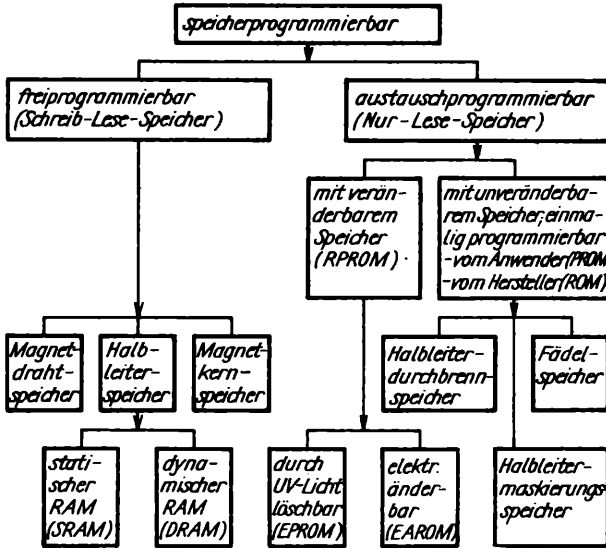 speicherprogrammierbar
freiprogrammierbar
(Schreib-Lese-Speicher)
austauschprogrammierbar
(Nur-Lese-Speicher)
mit verän-
derbarem
Speicher
(RPROM)
mit unveränderba-
rem Speicher; einma-
lig programmierbar
-vom Anwender(PROM
-vom Hersteller(ROM)
Magnet-
draht-
speicher
Halb-
leiter-
speicher
Magnet-
kern-
speicher
Halbleiter-
durchbrenn-
speicher
Fädel-
speicher
stati-
scher
RAM
(SRAM)
dyna-
mischer
RAM
(DRAM)
durch
UV-Licht
löschbar
(EPROM)
elektr.
änder-
bar
(EAROM)
Halbleiter-
maskierungs-
speicher